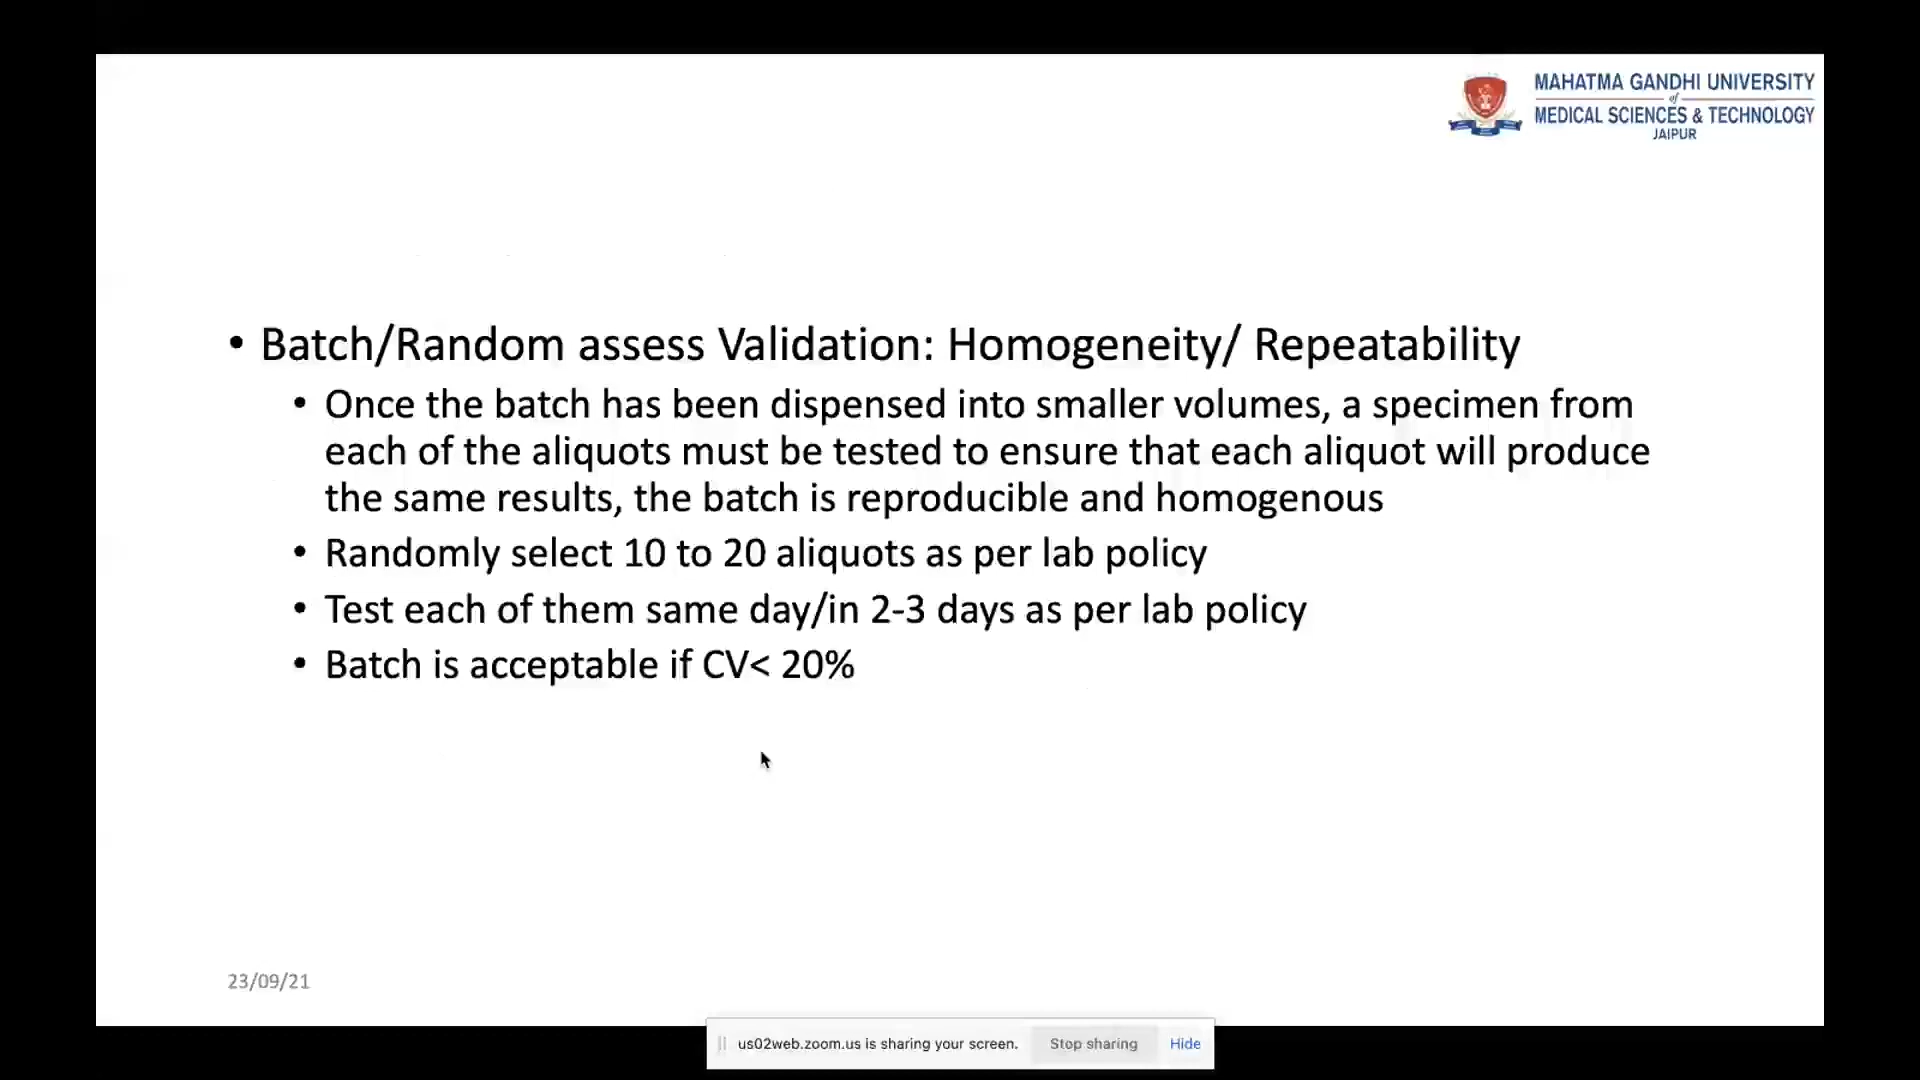 MAHATMA GANDHI UNIVERSITY
of
MEDICAL SCIENCES & TECHNOLOGY
JAIPUR
• Batch/Random assess Validation: Homogeneity/ Repeatability
• Once the batch has been dispensed into smaller volumes, a specimen from
each of the aliquots must be tested to ensure that each aliquot will produce
the same results, the batch is reproducible and homogenous
• Randomly select 10 to 20 aliquots as per lab policy
• Test each of them same day/in 2-3 days as per lab policy
• Batch is acceptable if CV< 20%
23/09/21
us02web.zoom.us is sharing your screen. Stop sharing Hide